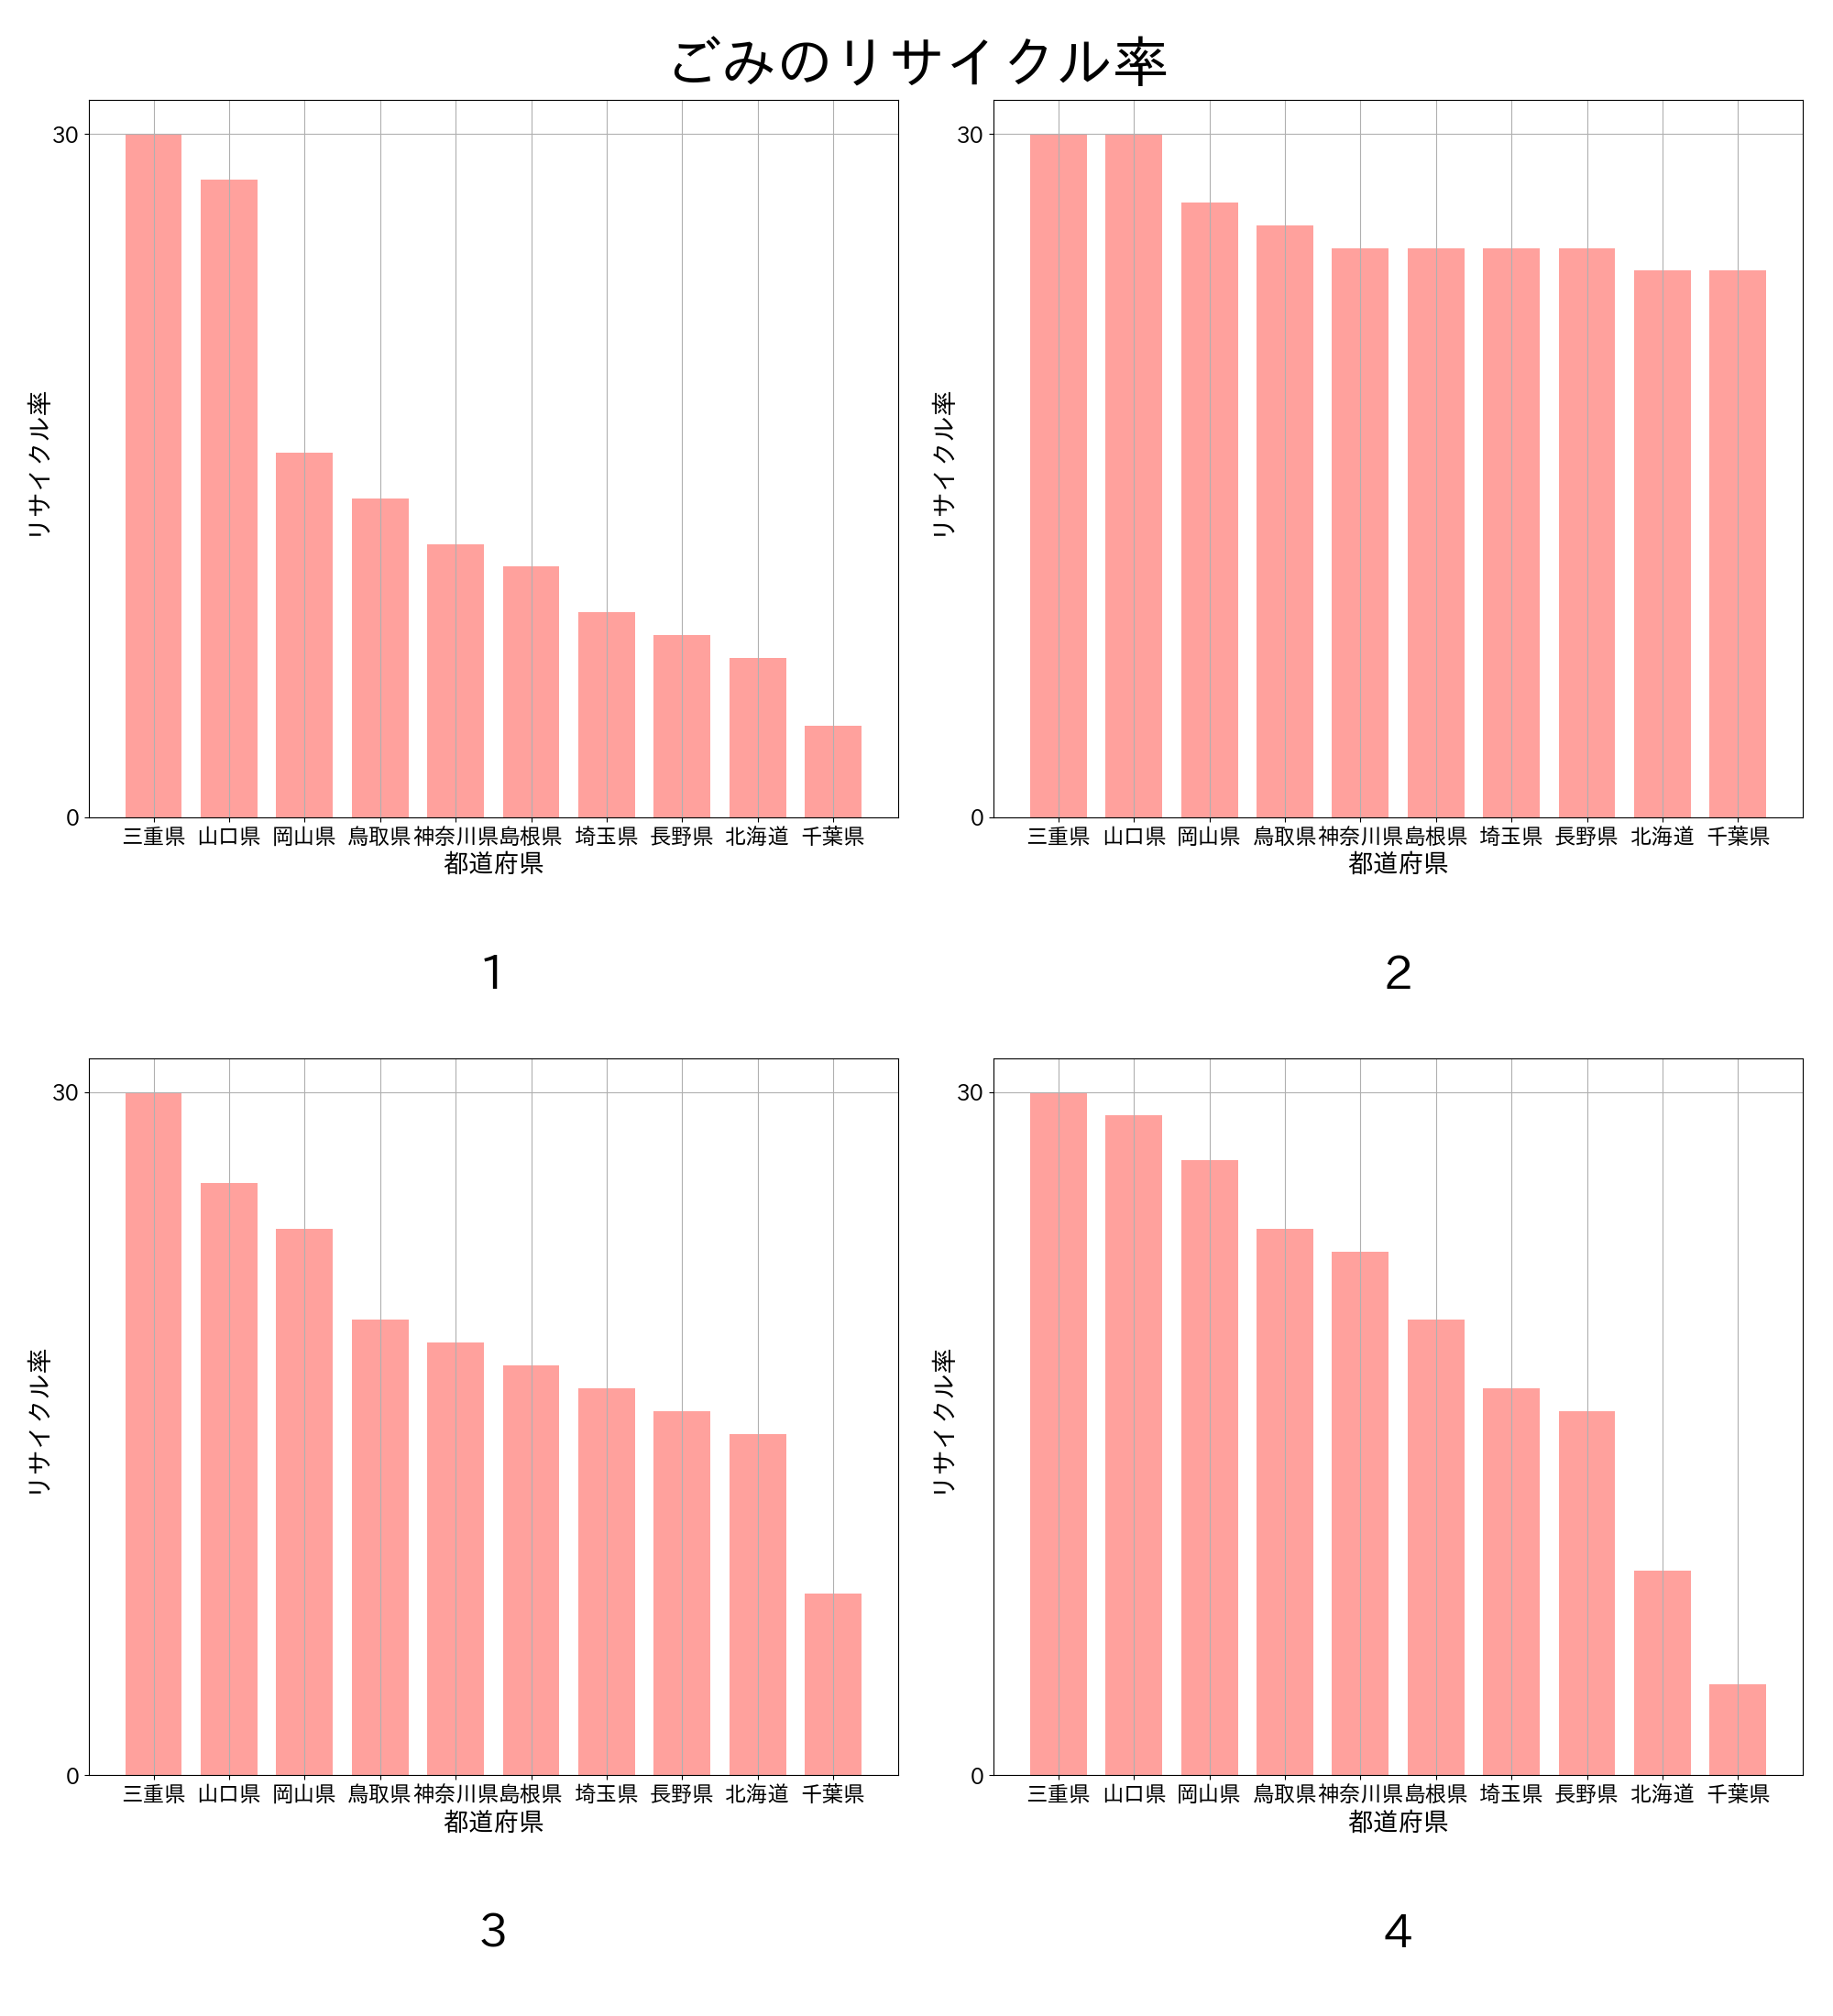 ごみのリサイクル率
30
0
リサイクル率
三重県 山口県 岡山県 鳥取県 神奈川県 島根県 埼玉県 長野県 北海道 千葉県
都道府県
1
30
0
リサイクル率
三重県 山口県 岡山県 鳥取県 神奈川県 島根県 埼玉県 長野県 北海道 千葉県
都道府県
2
30
0
リサイクル率
三重県 山口県 岡山県 鳥取県 神奈川県 島根県 埼玉県 長野県 北海道 千葉県
都道府県
3
30
0
リサイクル率
三重県 山口県 岡山県 鳥取県 神奈川県 島根県 埼玉県 長野県 北海道 千葉県
都道府県
4